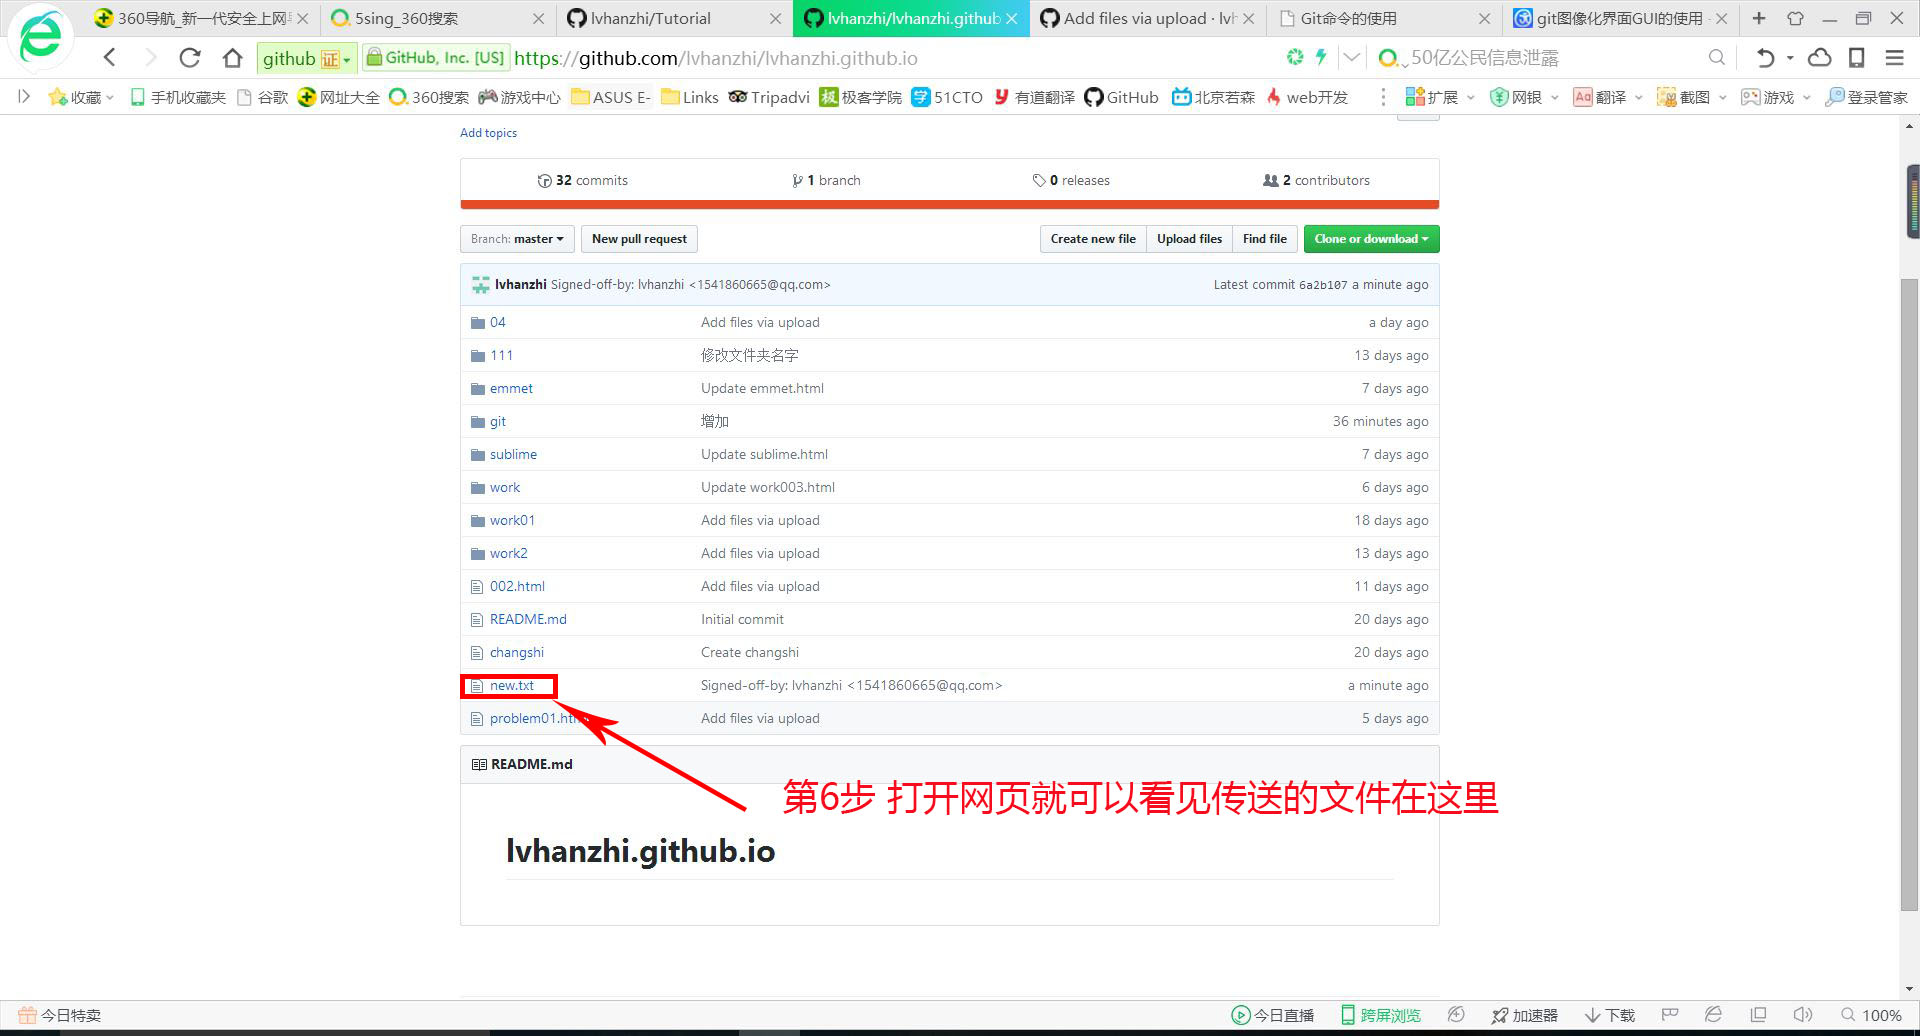 360导航_新一代安全上网
5sing_360搜索
lvhanzhi/Tutorial
lvhanzhi/lvhanzhi.github
Add files via upload · lvh
Git命令的使用
git图像化界面GUI的使用
github 证
GitHub, Inc. [US]
https://github.com/lvhanzhi/lvhanzhi.github.io
50亿公民信息泄露
收藏 手机收藏夹 谷歌 网址大全 360搜索 游戏中心 ASUS E- Links Tripadvi 极客学院 51CTO 有道翻译 GitHub 北京若森 web开发 扩展 网银 翻译 截图 游戏 登录管家
Add topics
32 commits
1 branch
0 releases
2 contributors
Branch: master
New pull request
Create new file
Upload files
Find file
Clone or download
lvhanzhi Signed-off-by: lvhanzhi <1541860665@qq.com> Latest commit 6a2b107 a minute ago
04 Add files via upload a day ago
111 修改文件夹名字 13 days ago
emmet Update emmet.html 7 days ago
git 增加 36 minutes ago
sublime Update sublime.html 7 days ago
work Update work003.html 6 days ago
work01 Add files via upload 18 days ago
work2 Add files via upload 13 days ago
002.html Add files via upload 11 days ago
README.md Initial commit 20 days ago
changshi Create changshi 20 days ago
new.txt Signed-off-by: lvhanzhi <1541860665@qq.com> a minute ago
problem01.htm Add files via upload 5 days ago
README.md
第6步 打开网页就可以看见传送的文件在这里
lvhanzhi.github.io
今日特卖
今日直播
跨屏浏览
加速器
下载
100%